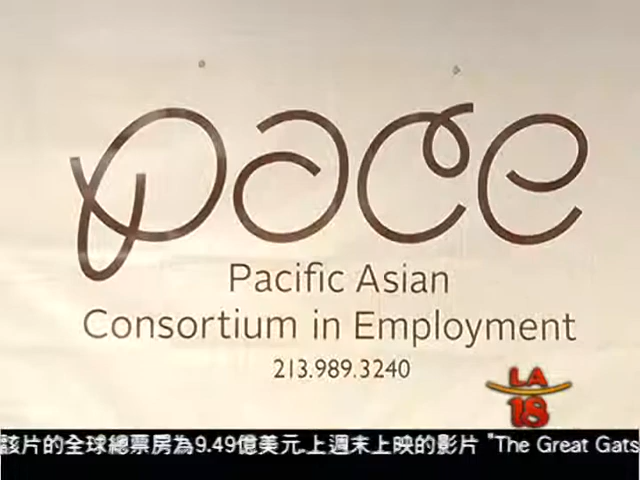 pace
Pacific Asian
Consortium in Employment
213.989.3240
LA
18
該片的全球總票房為9.49億美元.上週末上映的影片 "The Great Gats